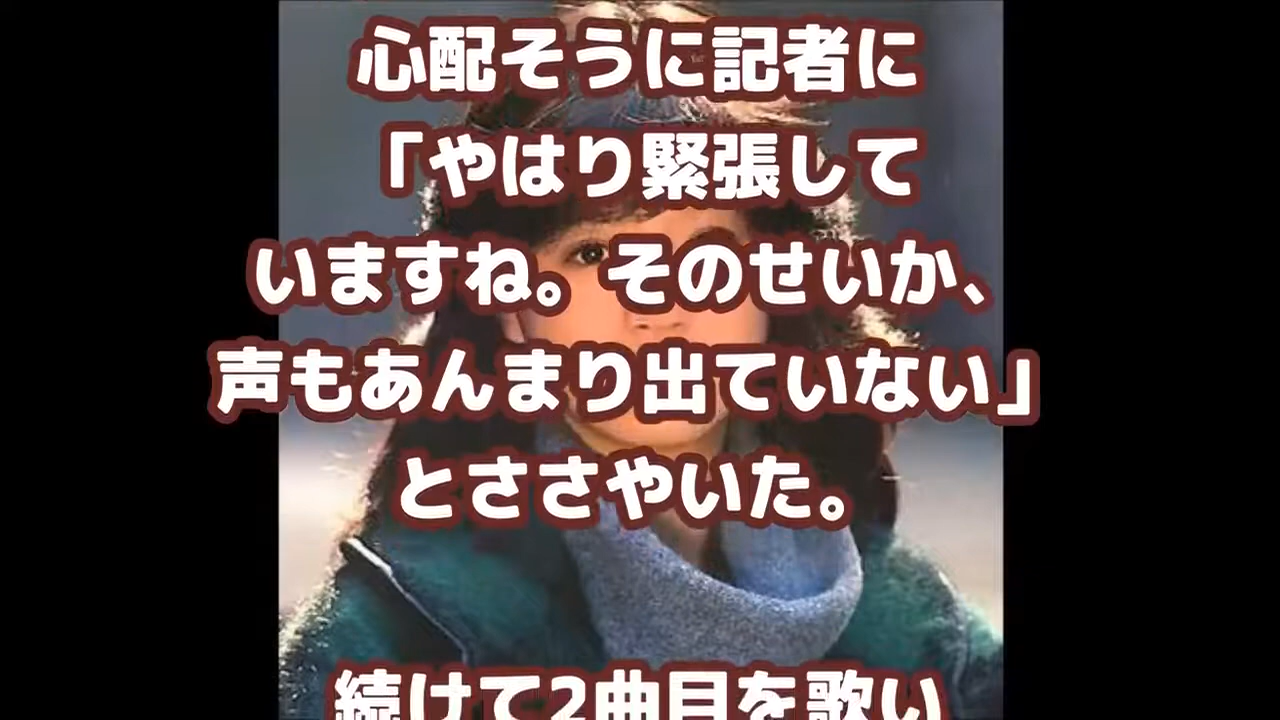 心配そうに記者に
「やはり緊張して
いますね。そのせいか、
声もあんまり出ていない」
とささやいた。
続けて2曲目を歌い